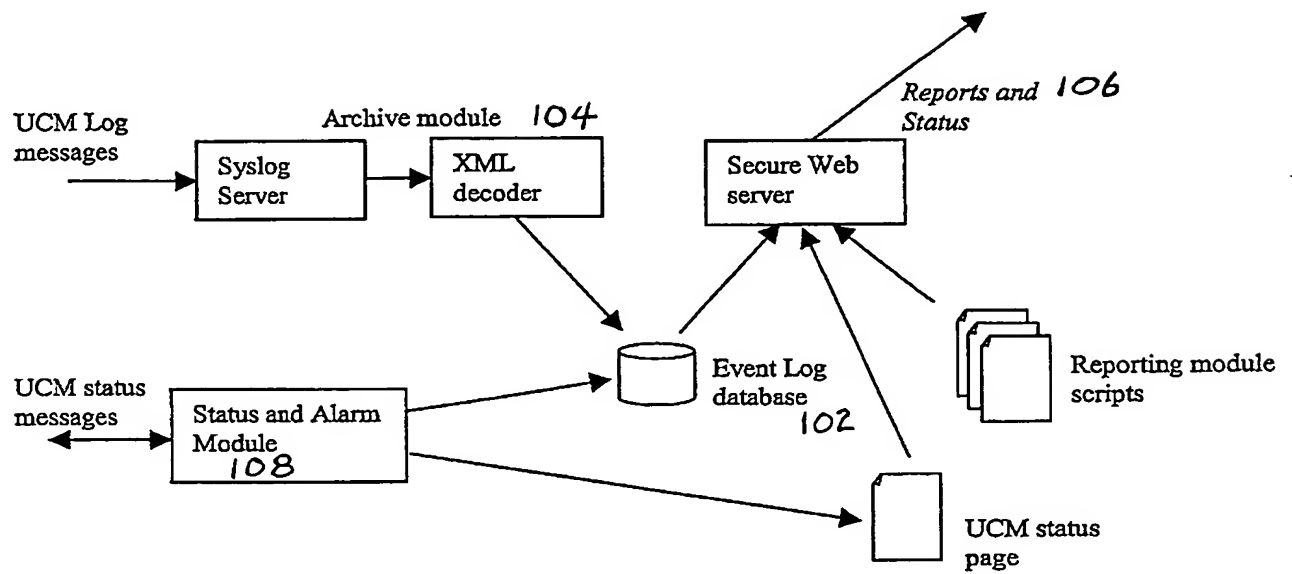 Reports and 106
Status
UCM Log
messages
Archive module 104
Syslog
Server
XML
decoder
Secure Web
server
UCM status
messages
Status and Alarm
Module
108
Event Log
database
102
Reporting module
scripts
UCM status
page